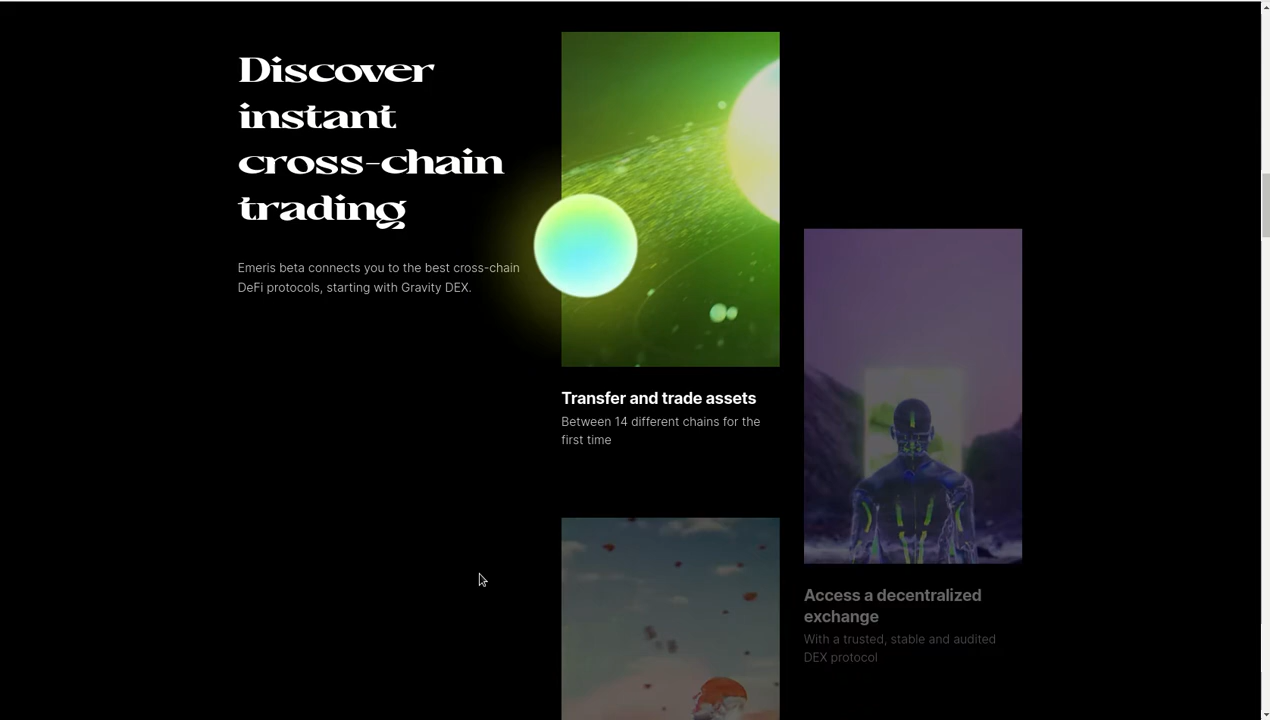 Discover
instant
cross-chain
trading
Emeris beta connects you to the best cross-chain
DeFi protocols, starting with Gravity DEX.
Transfer and trade assets
Between 14 different chains for the
first time
Access a decentralized
exchange
With a trusted, stable and audited
DEX protocol